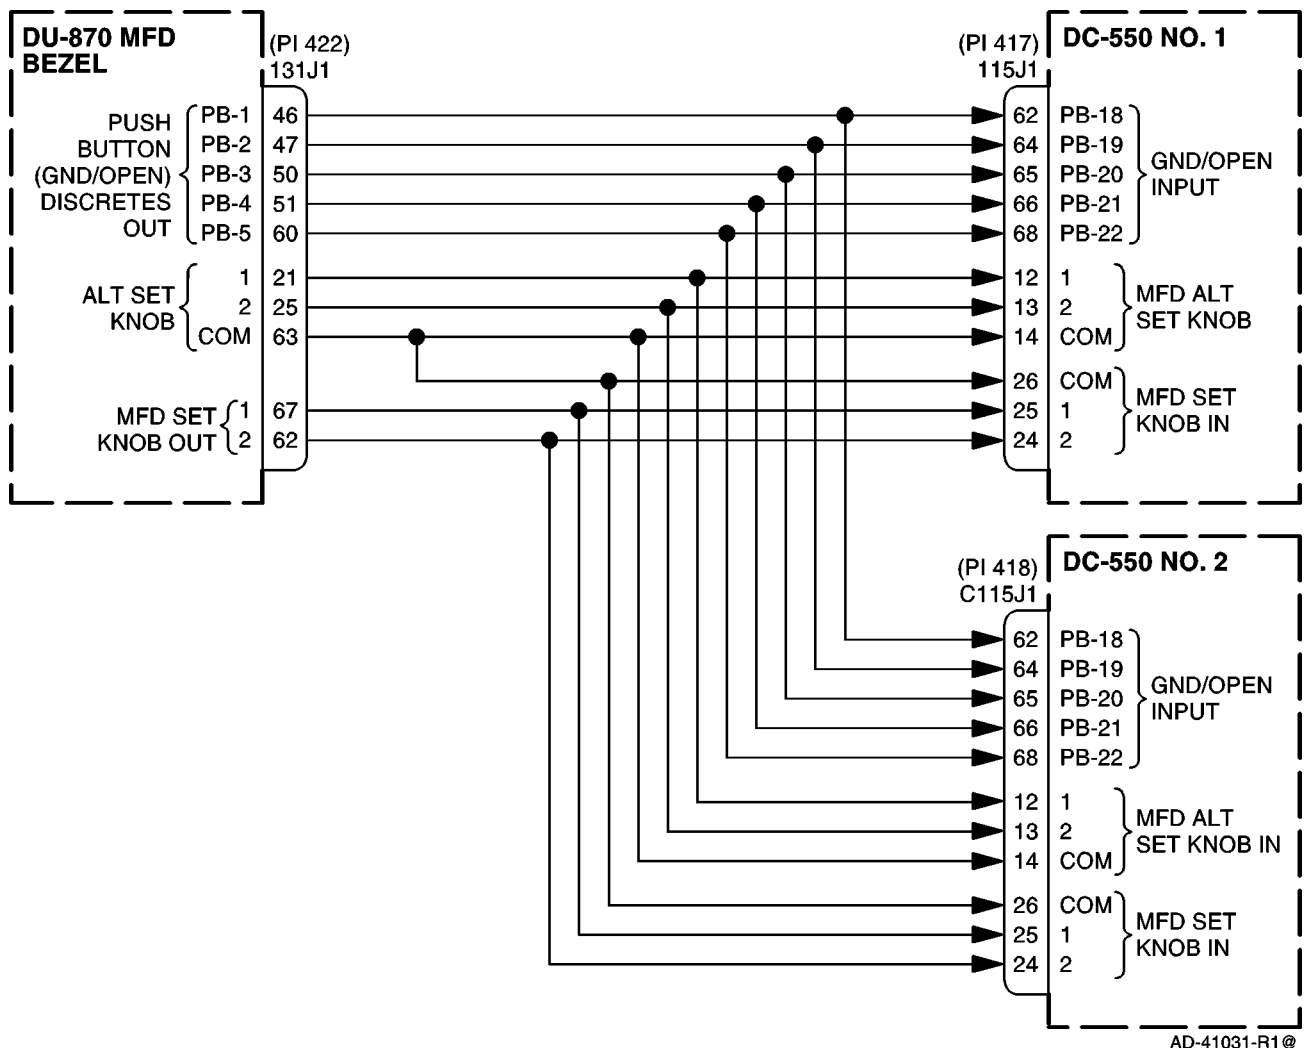 DU-870 MFD
BEZEL
(PI 422)
131J1
PUSH
BUTTON
(GND/OPEN)
DISCRETES
OUT
PB-1 46
PB-2 47
PB-3 50
PB-4 51
PB-5 60
ALT SET
KNOB
1 21
2 25
COM 63
MFD SET
KNOB OUT
1 67
2 62
(PI 417)
115J1
DC-550 NO. 1
62 PB-18
64 PB-19
65 PB-20
66 PB-21
68 PB-22
GND/OPEN
INPUT
12 1
13 2
14 COM
MFD ALT
SET KNOB
26 COM
25 1
24 2
MFD SET
KNOB IN
(PI 418)
C115J1
DC-550 NO. 2
62 PB-18
64 PB-19
65 PB-20
66 PB-21
68 PB-22
GND/OPEN
INPUT
12 1
13 2
14 COM
MFD ALT
SET KNOB IN
26 COM
25 1
24 2
MFD SET
KNOB IN
AD-41031-R1@